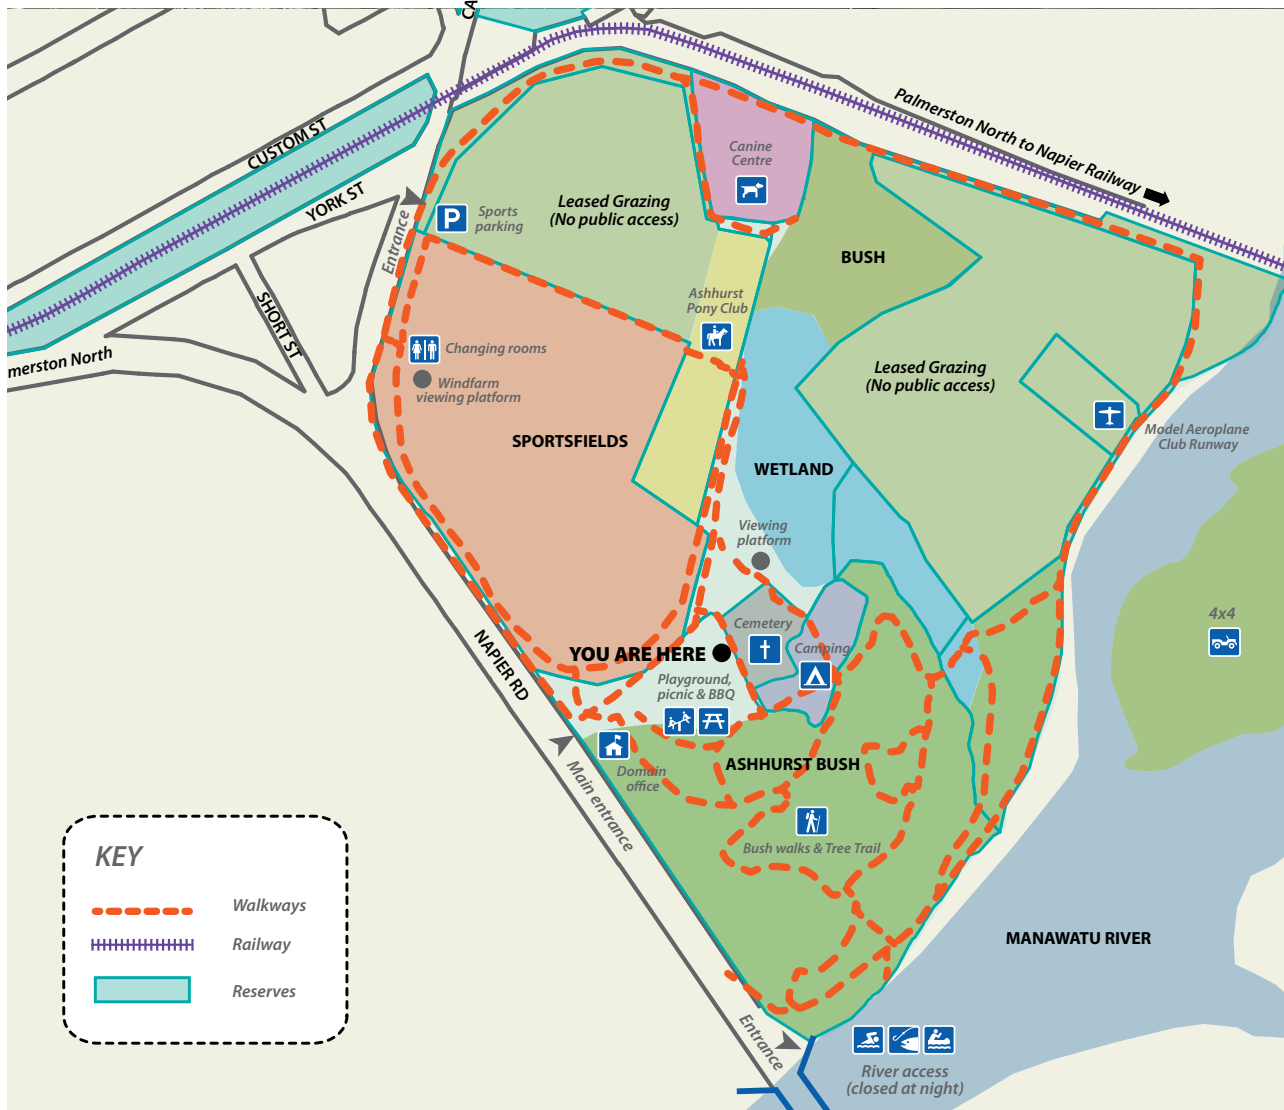 CA
CUSTOM ST
YORK ST
SHORT ST
merston North
Entrance
P
Sports
parking
Leased Grazing
(No public access)
Canine
Centre
Palmerston North to Napier Railway
BUSH
Ashhurst
Pony Club
Changing rooms
Windfarm
viewing platform
SPORTSFIELDS
Leased Grazing
(No public access)
Model Aeroplane
Club Runway
WETLAND
Viewing
platform
Cemetery
Camping
4x4
NAPIER RD
YOU ARE HERE
Playground,
picnic & BBQ
Domain
office
Main entrance
ASHHURST BUSH
Bush walks & Tree Trail
MANAWATU RIVER
Entrance
River access
(closed at night)
KEY
Walkways
Railway
Reserves